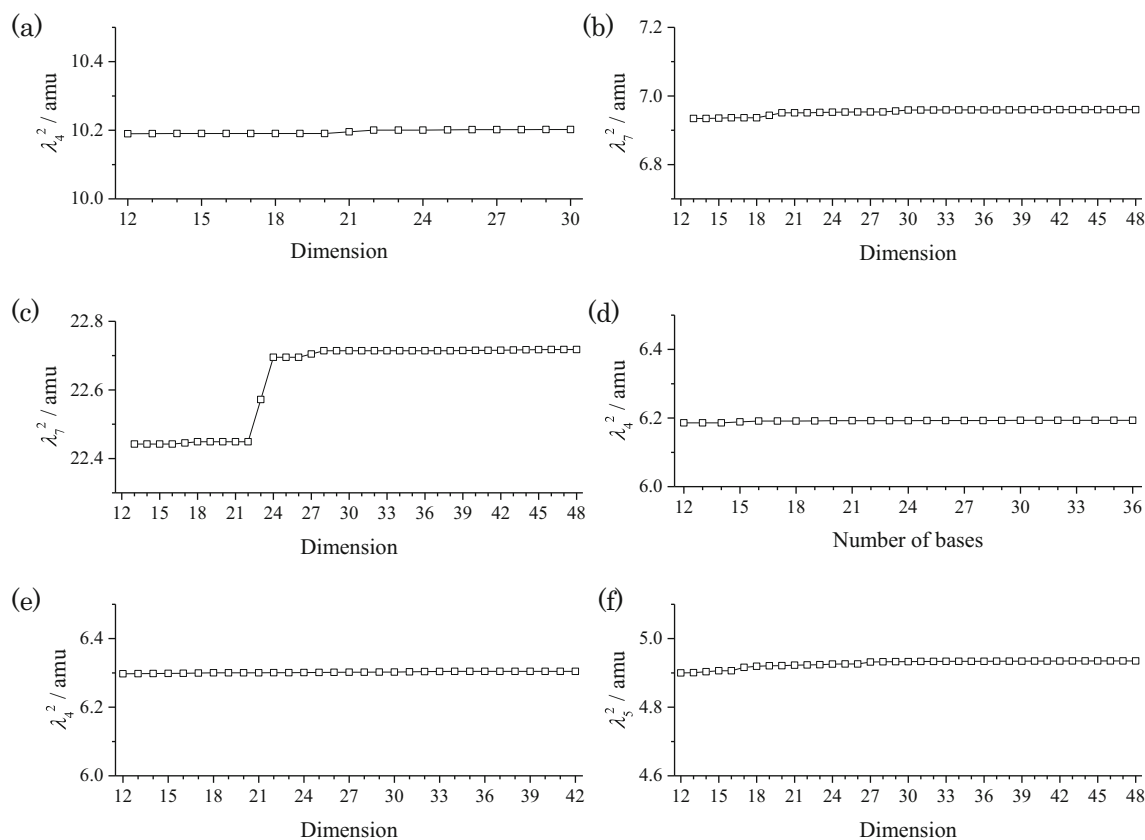 (a)
10.4
10.2
10.0
λ₄² / amu
12 15 18 21 24 27 30
Dimension
(b)
7.2
7.0
6.8
λ₇² / amu
12 15 18 21 24 27 30 33 36 39 42 45 48
Dimension
(c)
22.8
22.6
22.4
λ₇² / amu
12 15 18 21 24 27 30 33 36 39 42 45 48
Dimension
(d)
6.4
6.2
6.0
λ₄² / amu
12 15 18 21 24 27 30 33 36
Number of bases
(e)
6.4
6.2
6.0
λ₄² / amu
12 15 18 21 24 27 30 33 36 39 42
Dimension
(f)
5.0
4.8
4.6
λ₅² / amu
12 15 18 21 24 27 30 33 36 39 42 45 48
Dimension